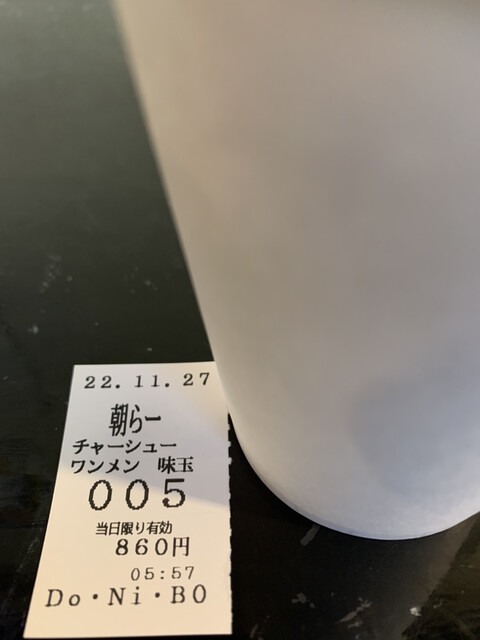 22.11.27
朝らー
チャーシュー
ワンメン 味玉
005
当日限り有効
860円
05:57
Do・Ni・BO